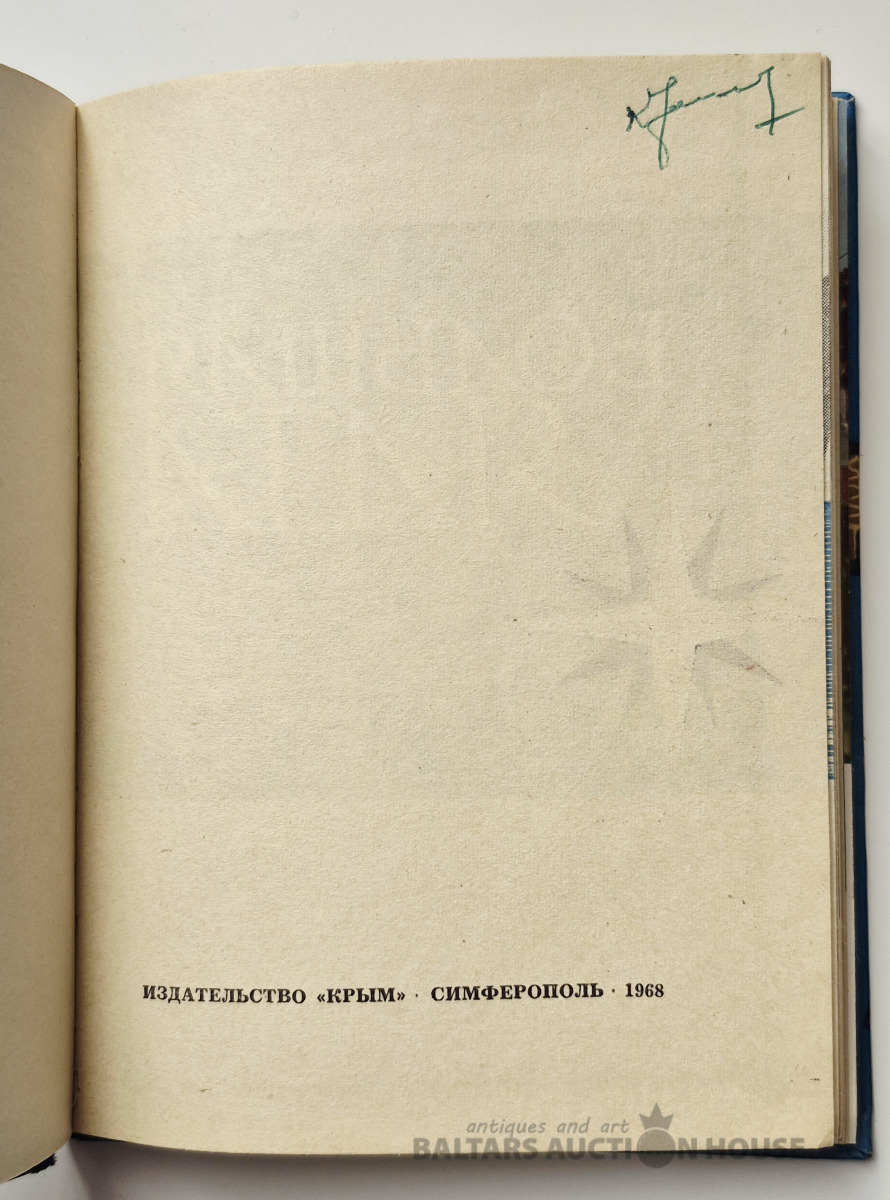 ИЗДАТЕЛЬСТВО «КРЫМ» · СИМФЕРОПОЛЬ · 1968
antiques and art
BALTARS AUCTION HOUSE